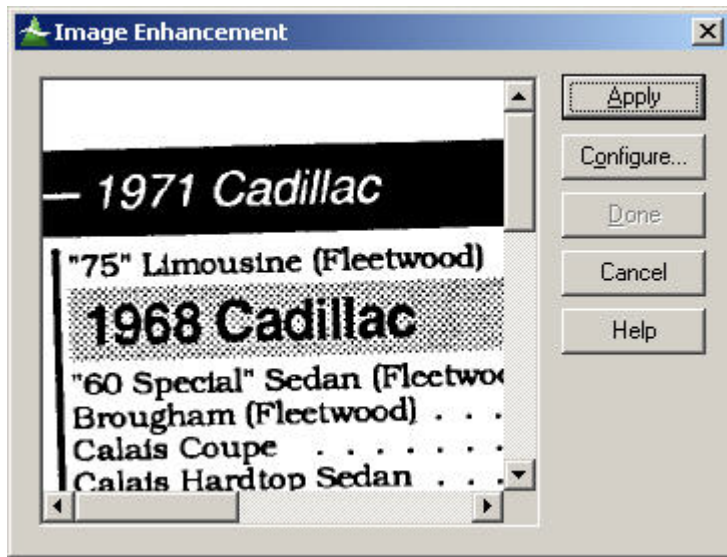 Image Enhancement
— 1971 Cadillac
"75" Limousine (Fleetwood)
1968 Cadillac
"60 Special" Sedan (Fleetwoo
Brougham (Fleetwood) . . .
Calais Coupe . . . . . . .
Calais Hardtop Sedan . . .
Apply
Configure...
Done
Cancel
Help